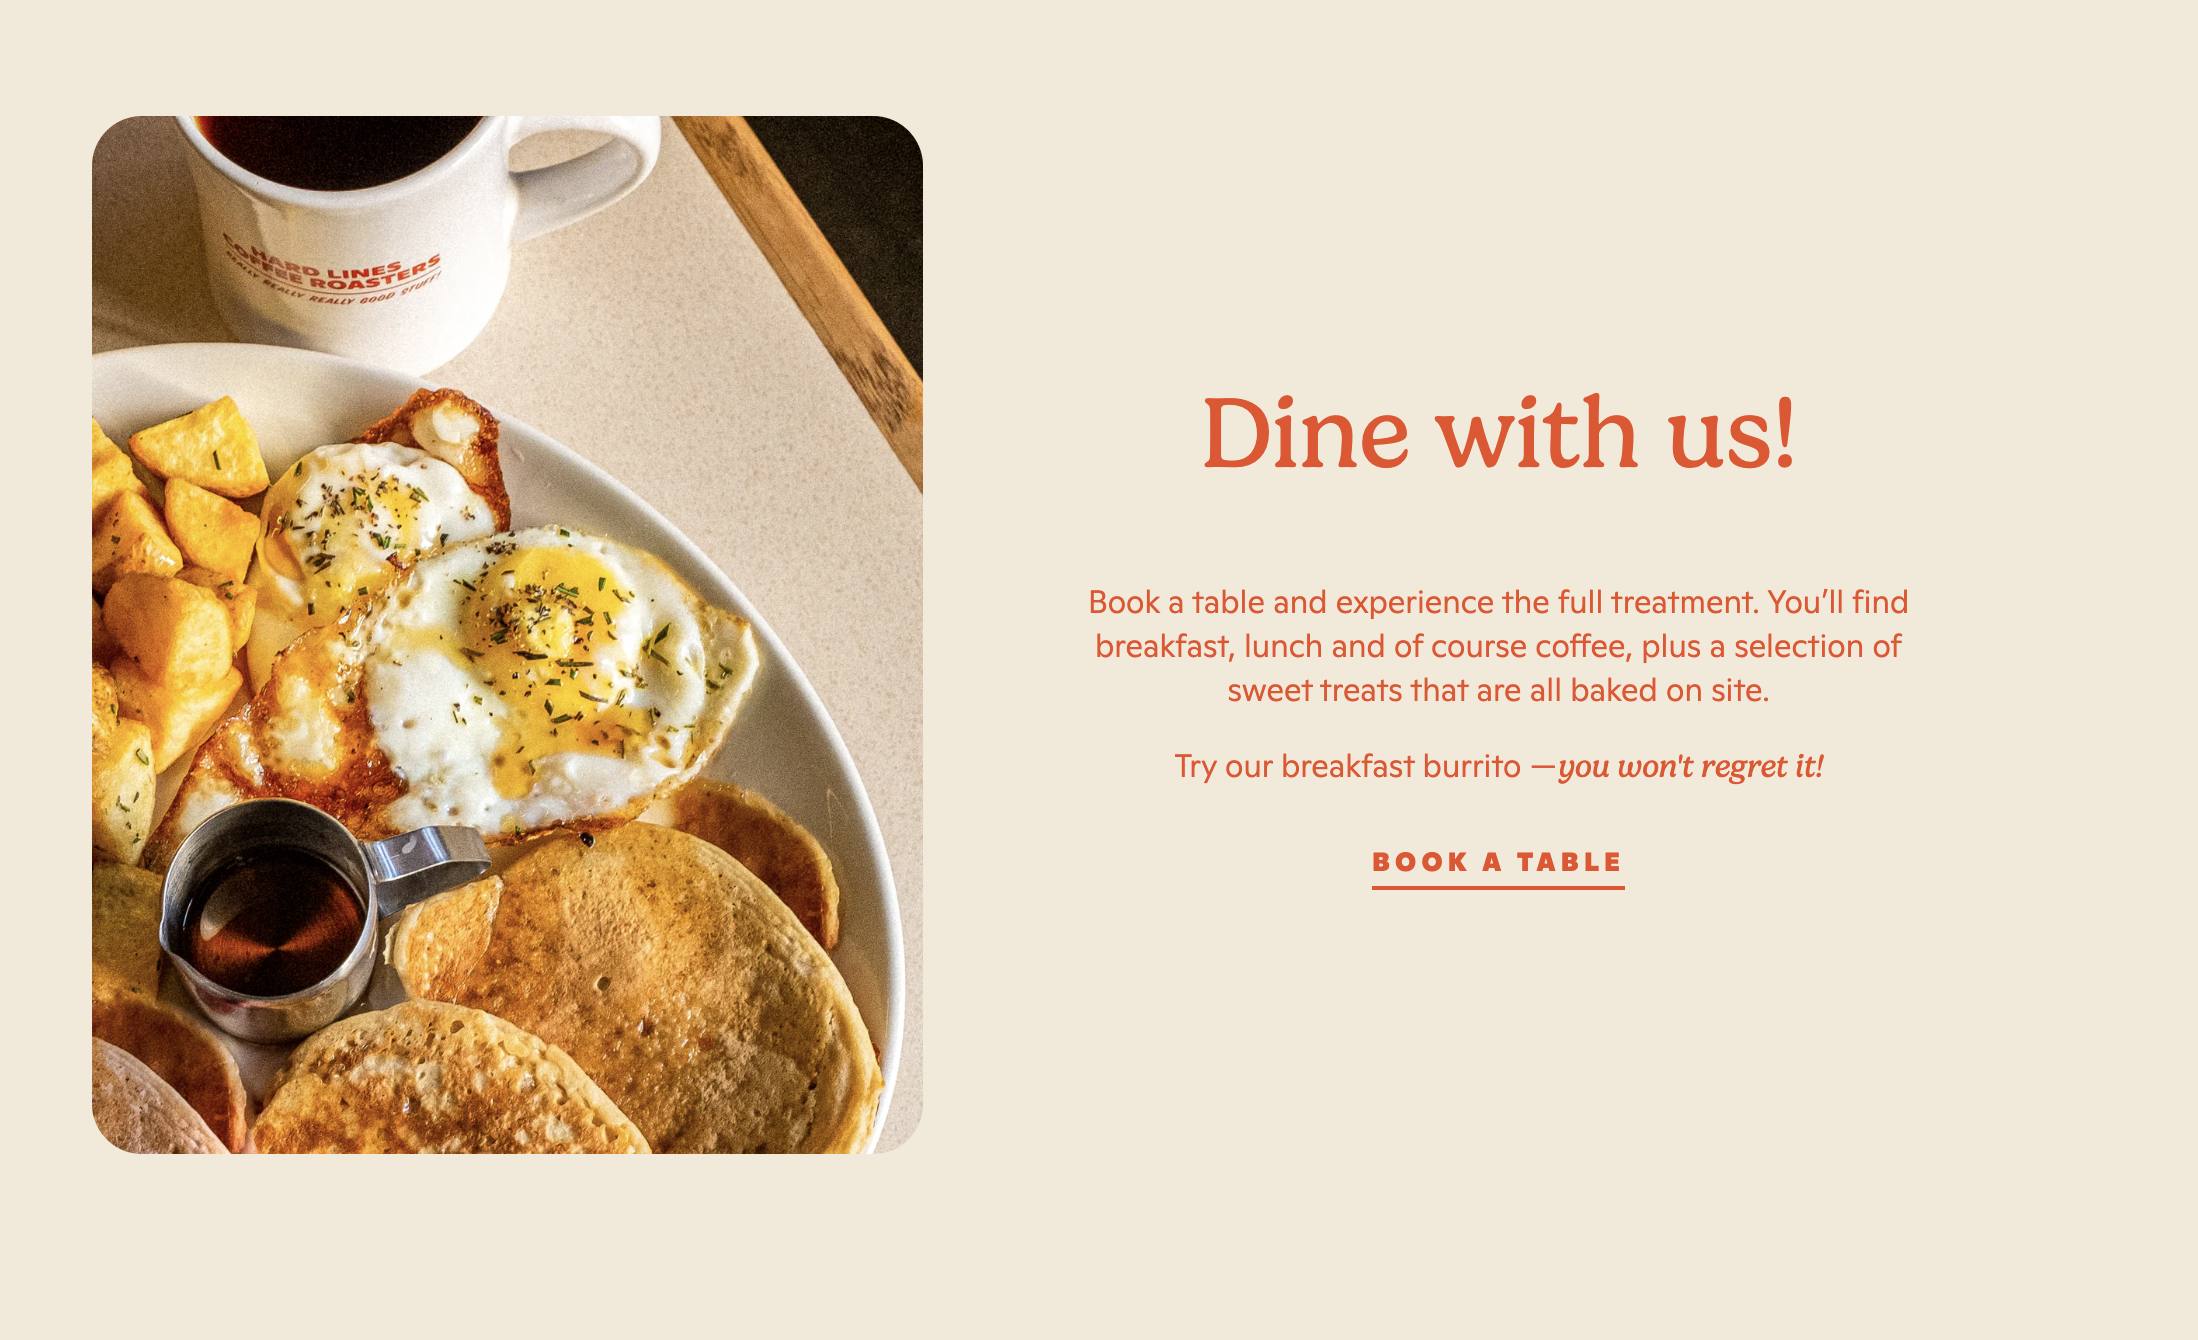 HARD LINES
COFFEE ROASTERS
REALLY REALLY REALLY GOOD STUFF!
Dine with us!
Book a table and experience the full treatment. You’ll find
breakfast, lunch and of course coffee, plus a selection of
sweet treats that are all baked on site.
Try our breakfast burrito —you won't regret it!
BOOK A TABLE